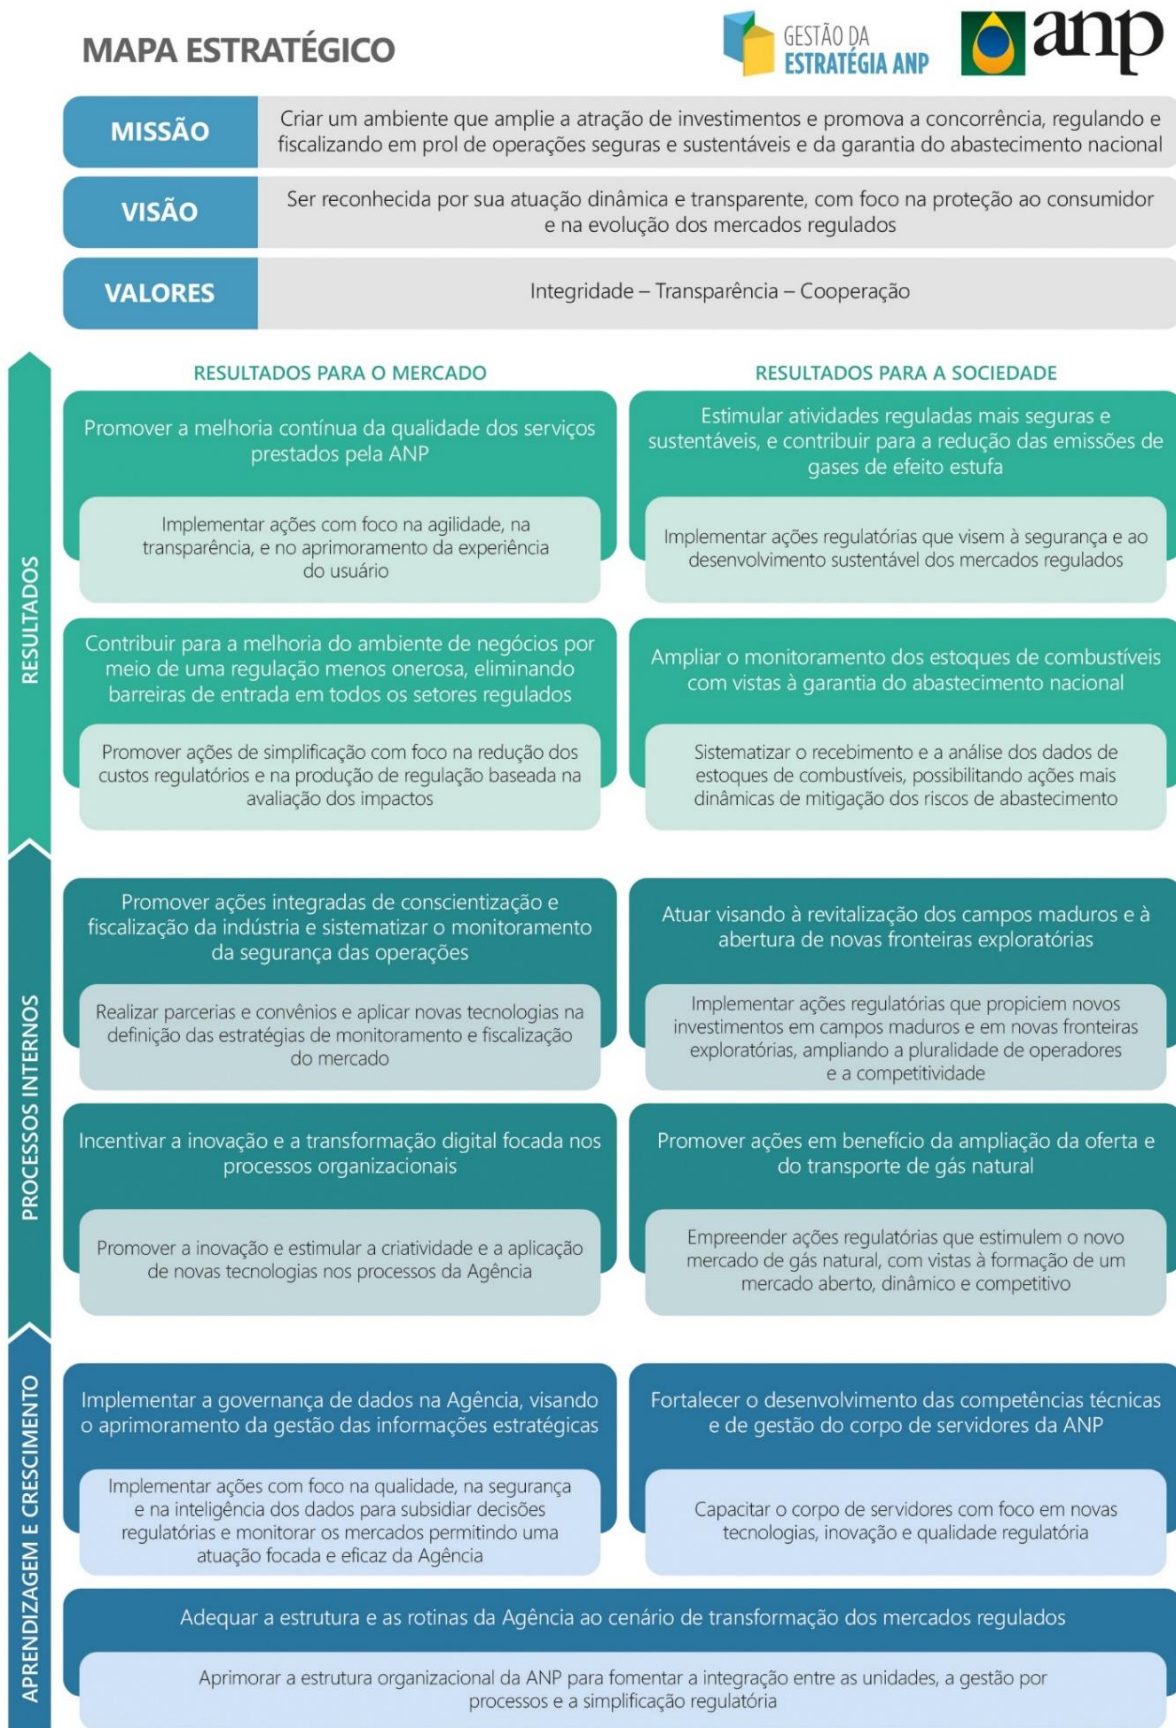 MAPA ESTRATÉGICO
GESTÃO DA
ESTRATÉGIA ANP
anp
MISSÃO
Criar um ambiente que amplie a atração de investimentos e promova a concorrência, regulando e
fiscalizando em prol de operações seguras e sustentáveis e da garantia do abastecimento nacional
VISÃO
Ser reconhecida por sua atuação dinâmica e transparente, com foco na proteção ao consumidor
e na evolução dos mercados regulados
VALORES
Integridade – Transparência – Cooperação
RESULTADOS
RESULTADOS PARA O MERCADO
Promover a melhoria contínua da qualidade dos serviços
prestados pela ANP
Implementar ações com foco na agilidade, na
transparência, e no aprimoramento da experiência
do usuário
Contribuir para a melhoria do ambiente de negócios por
meio de uma regulação menos onerosa, eliminando
barreiras de entrada em todos os setores regulados
Promover ações de simplificação com foco na redução dos
custos regulatórios e na produção de regulação baseada na
avaliação dos impactos
RESULTADOS PARA A SOCIEDADE
Estimular atividades reguladas mais seguras e
sustentáveis, e contribuir para a redução das emissões de
gases de efeito estufa
Implementar ações regulatórias que visem à segurança e ao
desenvolvimento sustentável dos mercados regulados
Ampliar o monitoramento dos estoques de combustíveis
com vistas à garantia do abastecimento nacional
Sistematizar o recebimento e a análise dos dados de
estoques de combustíveis, possibilitando ações mais
dinâmicas de mitigação dos riscos de abastecimento
PROCESSOS INTERNOS
Promover ações integradas de conscientização e
fiscalização da indústria e sistematizar o monitoramento
da segurança das operações
Realizar parcerias e convênios e aplicar novas tecnologias na
definição das estratégias de monitoramento e fiscalização
do mercado
Incentivar a inovação e a transformação digital focada nos
processos organizacionais
Promover a inovação e estimular a criatividade e a aplicação
de novas tecnologias nos processos da Agência
Atuar visando à revitalização dos campos maduros e à
abertura de novas fronteiras exploratórias
Implementar ações regulatórias que propiciem novos
investimentos em campos maduros e em novas fronteiras
exploratórias, ampliando a pluralidade de operadores
e a competitividade
Promover ações em benefício da ampliação da oferta e
do transporte de gás natural
Empreender ações regulatórias que estimulem o novo
mercado de gás natural, com vistas à formação de um
mercado aberto, dinâmico e competitivo
APRENDIZAGEM E CRESCIMENTO
Implementar a governança de dados na Agência, visando
o aprimoramento da gestão das informações estratégicas
Implementar ações com foco na qualidade, na segurança
e na inteligência dos dados para subsidiar decisões
regulatórias e monitorar os mercados permitindo uma
atuação focada e eficaz da Agência
Fortalecer o desenvolvimento das competências técnicas
e de gestão do corpo de servidores da ANP
Capacitar o corpo de servidores com foco em novas
tecnologias, inovação e qualidade regulatória
Adequar a estrutura e as rotinas da Agência ao cenário de transformação dos mercados regulados
Aprimorar a estrutura organizacional da ANP para fomentar a integração entre as unidades, a gestão por
processos e a simplificação regulatória